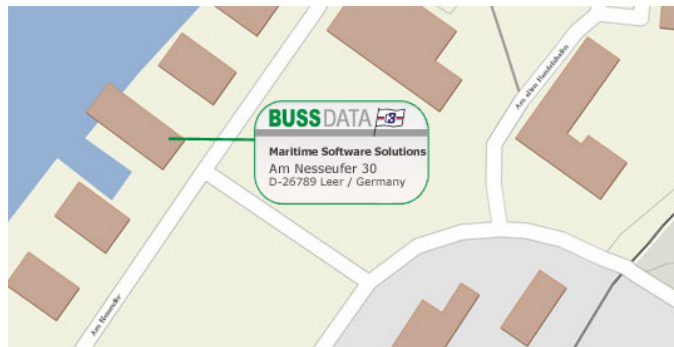 Am alten Handelshafen
BUSSDATA
Maritime Software Solutions
Am Nesseufer 30
D-26789 Leer / Germany
Am Nesseufer